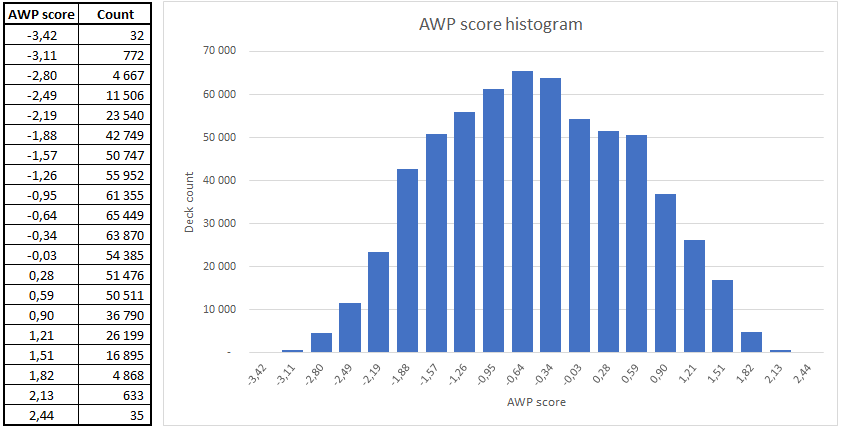 AWP score Count
-3,42 32
-3,11 772
-2,80 4 667
-2,49 11 506
-2,19 23 540
-1,88 42 749
-1,57 50 747
-1,26 55 952
-0,95 61 355
-0,64 65 449
-0,34 63 870
-0,03 54 385
0,28 51 476
0,59 50 511
0,90 36 790
1,21 26 199
1,51 16 895
1,82 4 868
2,13 633
2,44 35
AWP score histogram
70 000
60 000
50 000
40 000
30 000
20 000
10 000
-
Deck count
-3,42 -3,11 -2,80 -2,49 -2,19 -1,88 -1,57 -1,26 -0,95 -0,64 -0,34 -0,03 0,28 0,59 0,90 1,21 1,51 1,82 2,13 2,44
AWP score